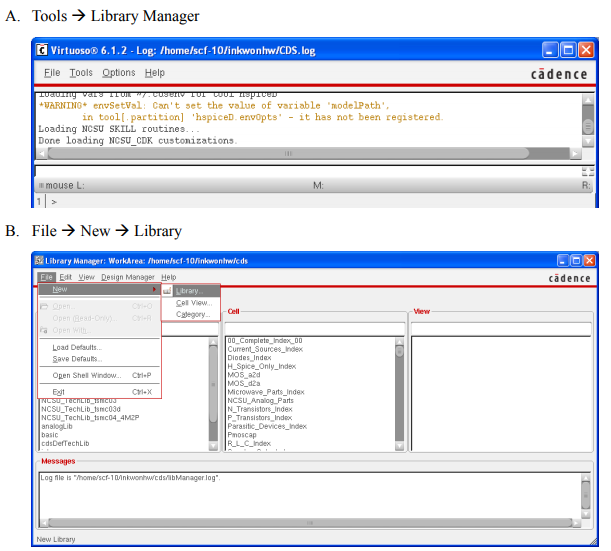 A. Tools → Library Manager
Virtuoso® 6.1.2 - Log: /home/scf-10/inkwonhw/CDS.log
File Tools Options Help
cādence
Loading vars from ~/.cdsenv for tool hspiceD
*WARNING* envSetVal: Can't set the value of variable 'modelPath',
in tool[.partition] 'hspiceD.envOpts' - it has not been registered.
Loading NCSU SKILL routines...
Done loading NCSU_CDK customizations.
mouse L: M: R:
1 >
B. File → New → Library
Library Manager: WorkArea: /home/scf-10/inkwonhw/cds
File Edit View Design Manager Help
cādence
New
Library...
Open... Ctrl+O
Cell View...
Open (Read-Only)... Ctrl+R
Category...
Open With...
Load Defaults...
Save Defaults...
Open Shell Window... Ctrl+P
Exit Ctrl+X
NCSU_TechLib_tsmc03
NCSU_TechLib_tsmc03d
NCSU_TechLib_tsmc04_4M2P
analogLib
basic
cdsDefTechLib
Cell
00_Complete_Index_00
Current_Sources_Index
Diodes_Index
H_Spice_Only_Index
MOS_a2d
MOS_d2a
Microwave_Parts_Index
NCSU_Analog_Parts
N_Transistors_Index
P_Transistors_Index
Parasitic_Devices_Index
Pmoscap
R_L_C_Index
View
Messages
Log file is "/home/scf-10/inkwonhw/cds/libManager.log".
New Library